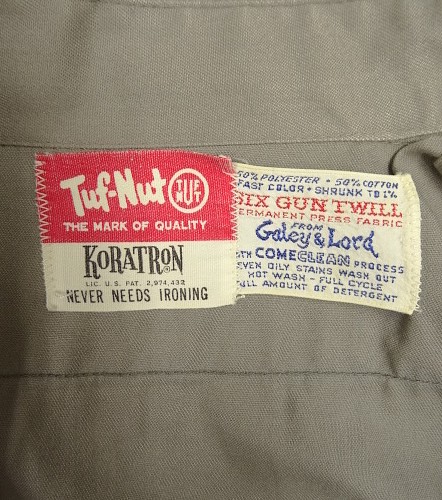 Tuf-Nut TUF NUT
THE MARK OF QUALITY
KORATRON
LIC. U. S. PAT. 2,974,432
NEVER NEEDS IRONING
50% POLYESTER • 50% COTTON
FAST COLOR • SHRUNK TO 1%
SIX GUN TWILL
PERMANENT PRESS FABRIC
FROM
Galey & Lord
COMECLEAN PROCESS
EVEN OILY STAINS WASH OUT
HOT WASH - FULL CYCLE
AMOUNT OF DETERGENT